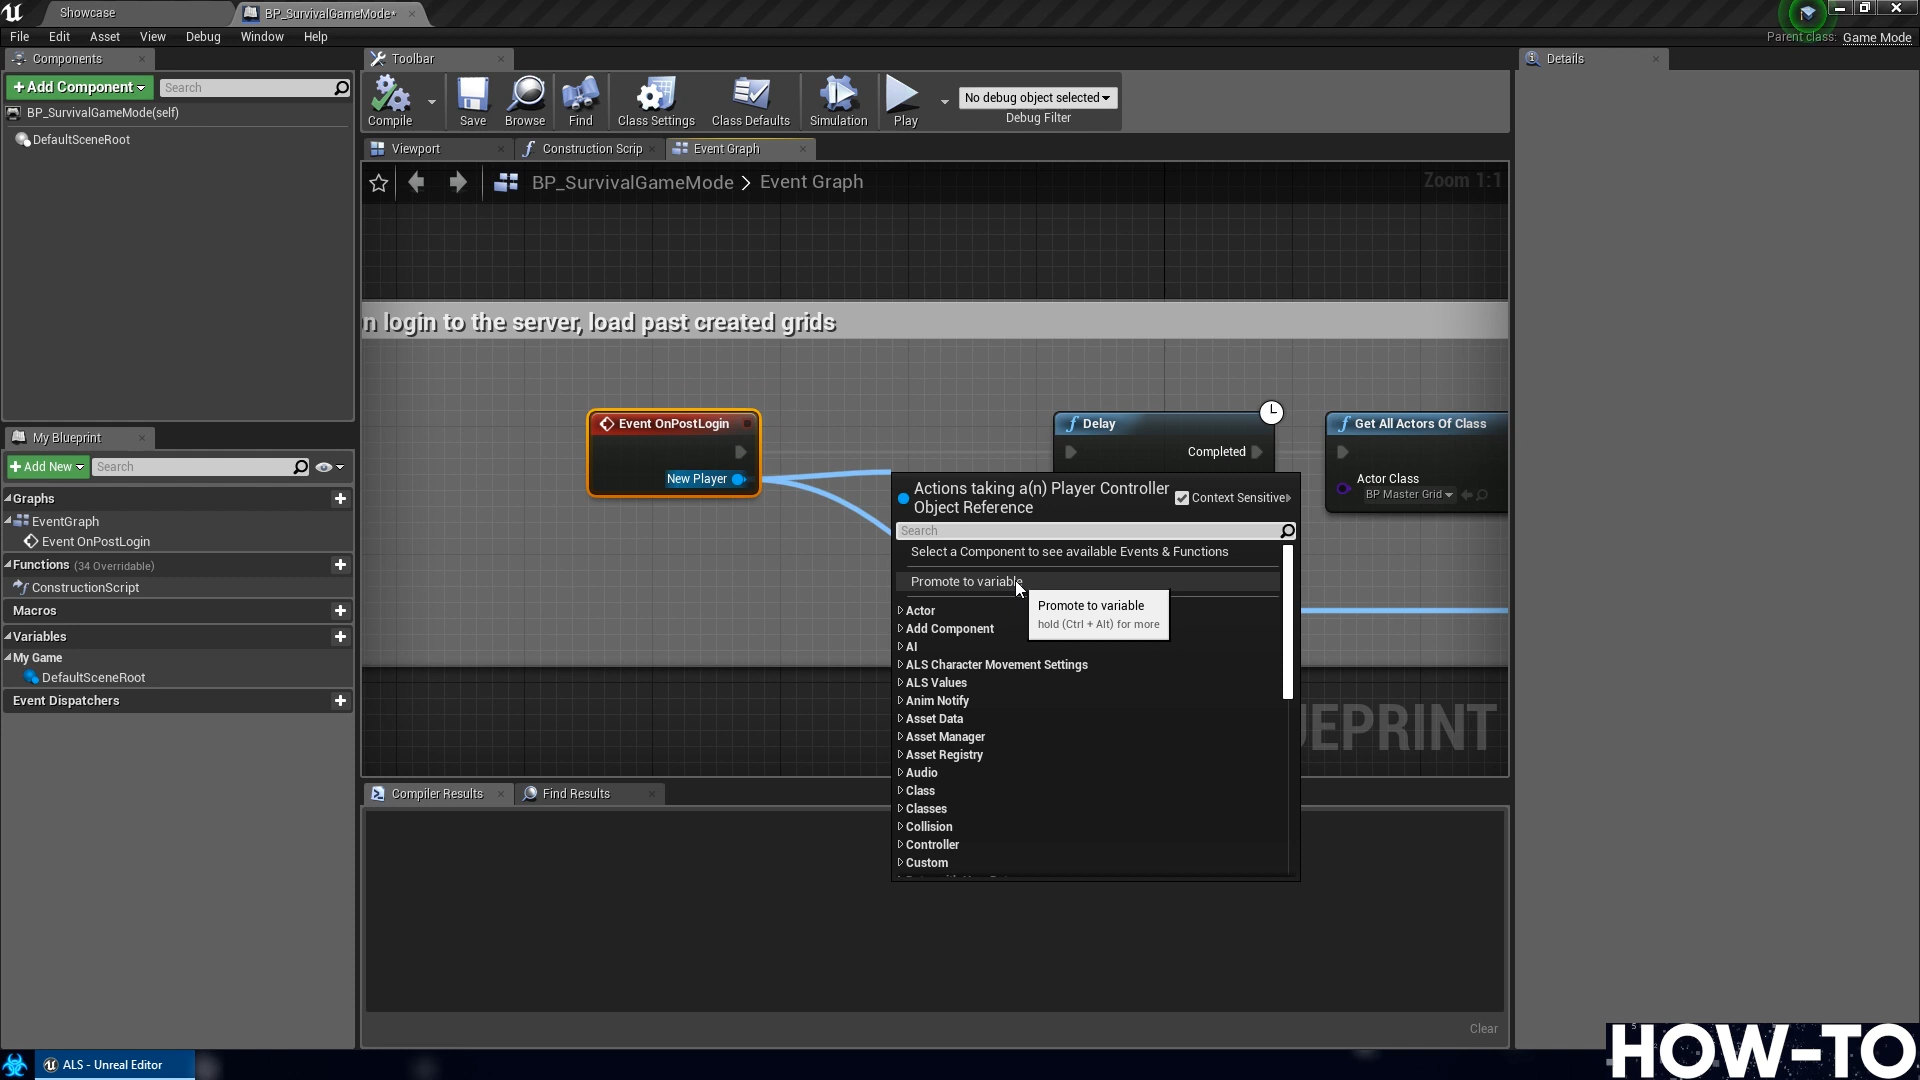 Showcase
BP_SurvivalGameMode*
File Edit Asset View Debug Window Help
Parent class: Game Mode
Components
+Add Component
Search
BP_SurvivalGameMode(self)
DefaultSceneRoot
Toolbar
Compile
Save
Browse
Find
Class Settings
Class Defaults
Simulation
Play
No debug object selected
Debug Filter
Details
Viewport
Construction Scrip
Event Graph
BP_SurvivalGameMode > Event Graph
Zoom 1:1
n login to the server, load past created grids
Event OnPostLogin
New Player
Delay
Completed
Get All Actors Of Class
Actor Class
BP Master Grid
Actions taking a(n) Player Controller
Object Reference
Context Sensitive
Search
Select a Component to see available Events & Functions
Promote to variable
Promote to variable
hold (Ctrl + Alt) for more
Actor
Add Component
AI
ALS Character Movement Settings
ALS Values
Anim Notify
Asset Data
Asset Manager
Asset Registry
Audio
Class
Classes
Collision
Controller
Custom
EPRINT
My Blueprint
+Add New
Search
Graphs
EventGraph
Event OnPostLogin
Functions (34 Overridable)
ConstructionScript
Macros
Variables
My Game
DefaultSceneRoot
Event Dispatchers
Compiler Results
Find Results
Clear
ALS - Unreal Editor
HOW-TO